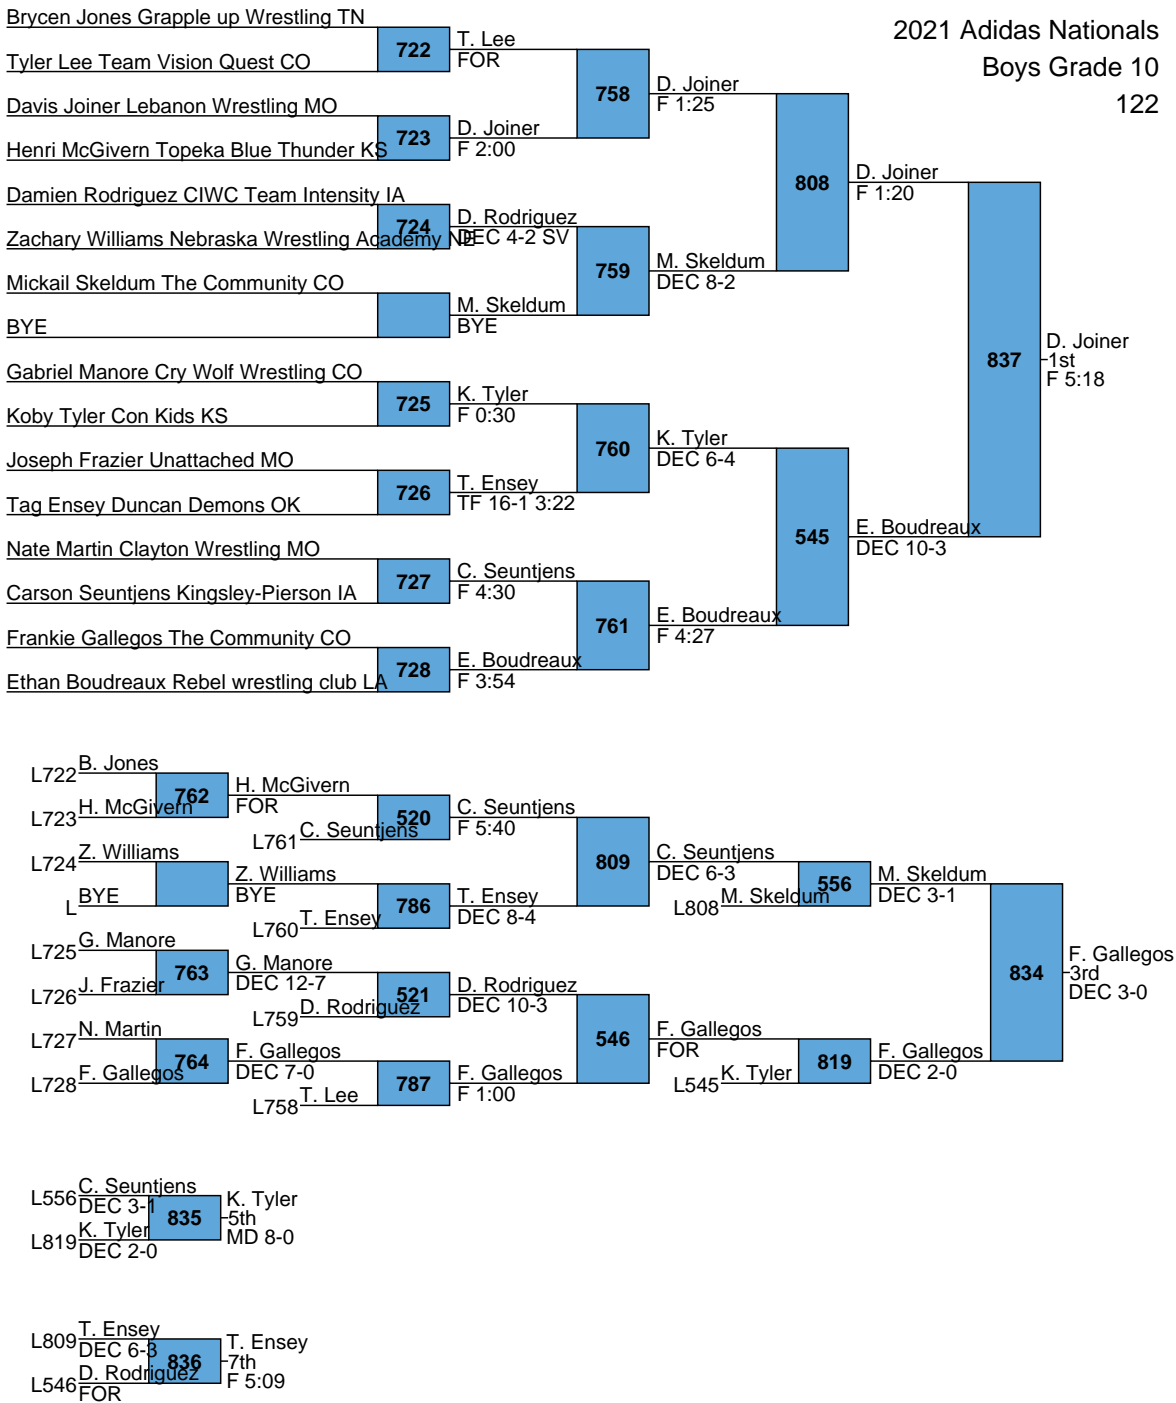 2021 Adidas Nationals
Boys Grade 10
122
Brycen Jones Grapple up Wrestling TN
722
T. Lee
FOR
Tyler Lee Team Vision Quest CO
758
D. Joiner
F 1:25
Davis Joiner Lebanon Wrestling MO
723
D. Joiner
F 2:00
Henri McGivern Topeka Blue Thunder KS
808
D. Joiner
F 1:20
Damien Rodriguez CIWC Team Intensity IA
724
D. Rodriguez
DEC 4-2 SV
Zachary Williams Nebraska Wrestling Academy NE
759
M. Skeldum
DEC 8-2
Mickail Skeldum The Community CO
M. Skeldum
BYE
BYE
837
D. Joiner
1st
F 5:18
Gabriel Manore Cry Wolf Wrestling CO
725
K. Tyler
F 0:30
Koby Tyler Con Kids KS
760
K. Tyler
DEC 6-4
Joseph Frazier Unattached MO
726
T. Ensey
TF 16-1 3:22
Tag Ensey Duncan Demons OK
545
E. Boudreaux
DEC 10-3
Nate Martin Clayton Wrestling MO
727
C. Seuntjens
F 4:30
Carson Seuntjens Kingsley-Pierson IA
761
E. Boudreaux
F 4:27
Frankie Gallegos The Community CO
728
E. Boudreaux
F 3:54
Ethan Boudreaux Rebel wrestling club LA
L722 B. Jones
762
H. McGivern
FOR
L723 H. McGivern
520
C. Seuntjens
F 5:40
L761 C. Seuntjens
809
C. Seuntjens
DEC 6-3
L724 Z. Williams
Z. Williams
BYE
L BYE
786
T. Ensey
DEC 8-4
L760 T. Ensey
556
M. Skeldum
DEC 3-1
L808 M. Skeldum
L725 G. Manore
763
G. Manore
DEC 12-7
L726 J. Frazier
521
D. Rodriguez
DEC 10-3
L759 D. Rodriguez
834
F. Gallegos
3rd
DEC 3-0
L727 N. Martin
764
F. Gallegos
DEC 7-0
L728 F. Gallegos
546
F. Gallegos
FOR
787
F. Gallegos
F 1:00
L758 T. Lee
819
F. Gallegos
DEC 2-0
L545 K. Tyler
L556 C. Seuntjens
DEC 3-1
835
K. Tyler
5th
MD 8-0
L819 K. Tyler
DEC 2-0
L809 T. Ensey
DEC 6-3
836
T. Ensey
7th
F 5:09
L546 D. Rodriguez
FOR